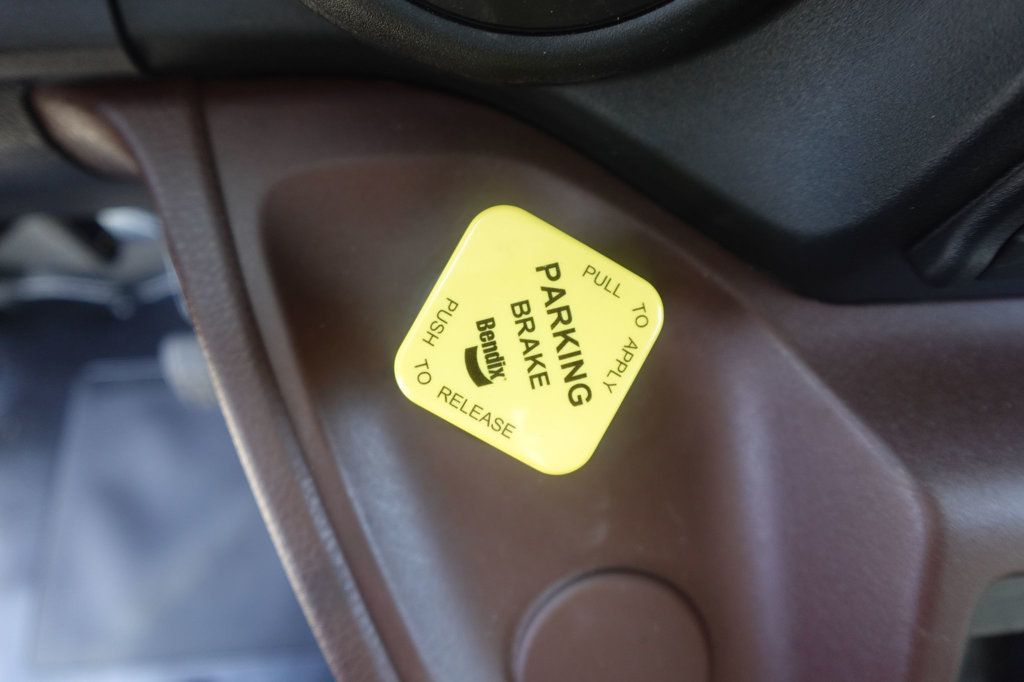 PULL TO APPLY
PARKING
BRAKE
Bendix
PUSH TO RELEASE